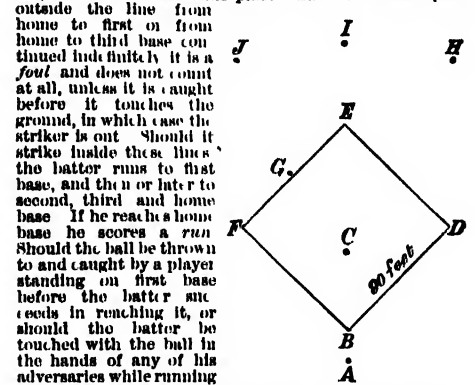 outside the line from
home to first or from
home to third base con
tinued indefinitely it is a
foul and does not count
at all, unless it is caught
before it touches the
ground, in which case the
striker is out Should it
strike inside these lines
the batter runs to first
base, and then or later to
second, third and home
base If he reaches home
base he scores a run
Should the ball be thrown
to and caught by a player
standing on first base
before the batter suc
ceeds in reaching it, or
should the batter be
touched with the ball in
the hands of any of his
adversaries while running
I
J
H
E
G
F
C
D
90 feet
B
A